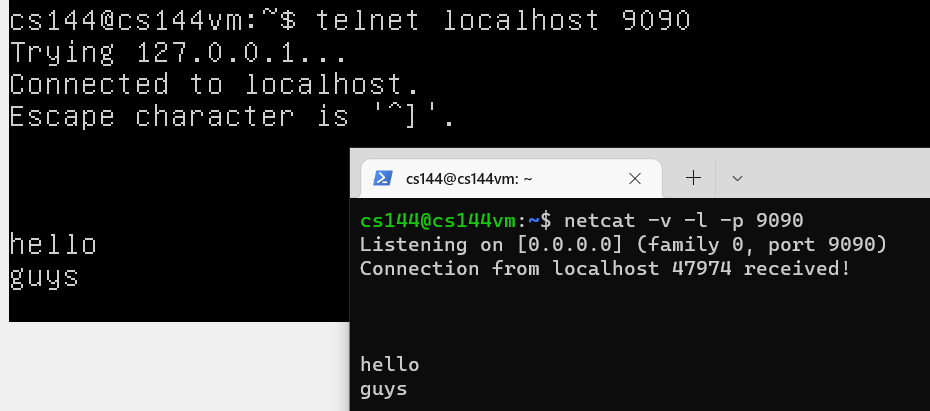 cs144@cs144vm:~$ telnet localhost 9090
Trying 127.0.0.1...
Connected to localhost.
Escape character is '^]'.
hello
guys
cs144@cs144vm: ~
cs144@cs144vm:~$ netcat -v -l -p 9090
Listening on [0.0.0.0] (family 0, port 9090)
Connection from localhost 47974 received!
hello
guys